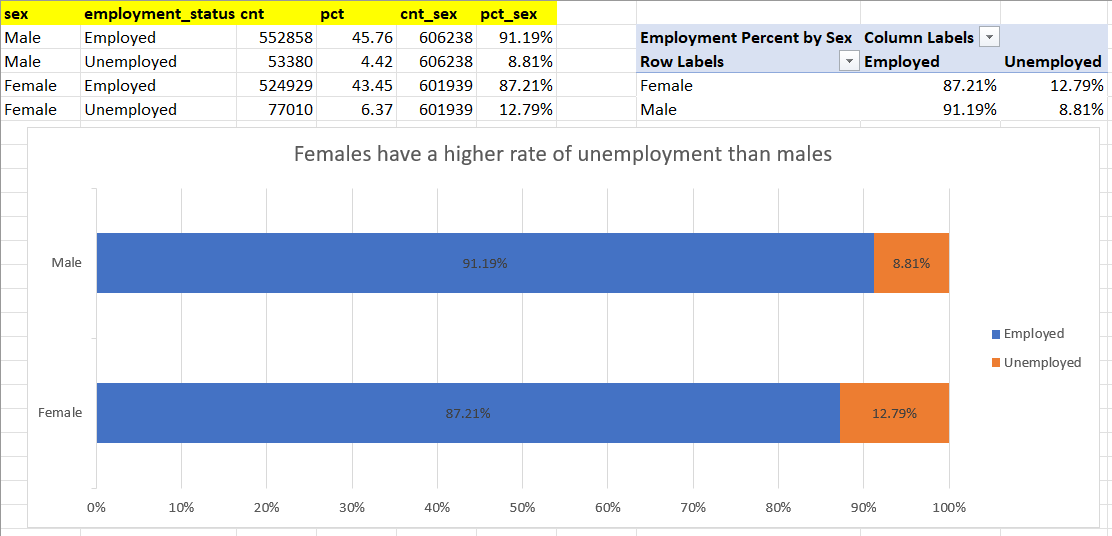 sex employment_status cnt pct cnt_sex pct_sex
Male Employed 552858 45.76 606238 91.19%
Male Unemployed 53380 4.42 606238 8.81%
Female Employed 524929 43.45 601939 87.21%
Female Unemployed 77010 6.37 601939 12.79%
Employment Percent by Sex Column Labels
Row Labels Employed Unemployed
Female 87.21% 12.79%
Male 91.19% 8.81%
Females have a higher rate of unemployment than males
Male 91.19% 8.81%
Female 87.21% 12.79%
0% 10% 20% 30% 40% 50% 60% 70% 80% 90% 100%
Employed
Unemployed